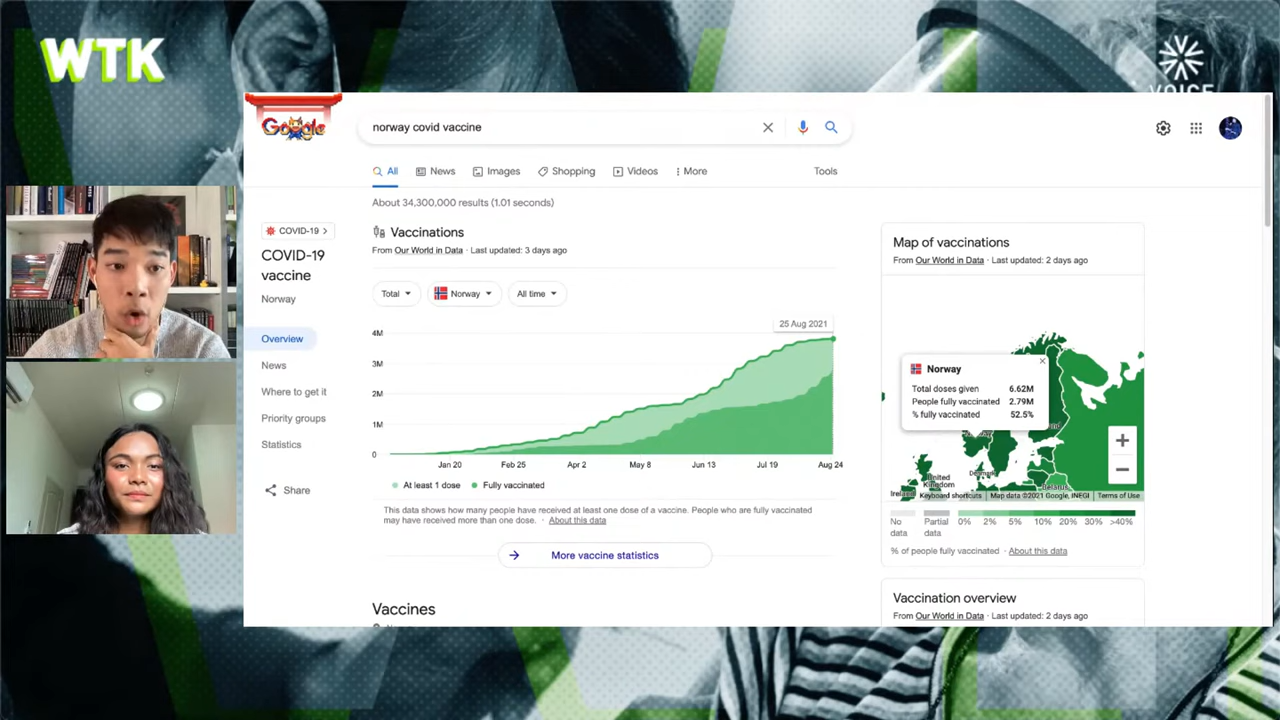 WTK
VOICE
Google
norway covid vaccine
All
News
Images
Shopping
Videos
More
Tools
About 34,300,000 results (1.01 seconds)
COVID-19
COVID-19
vaccine
Norway
Overview
News
Where to get it
Priority groups
Statistics
Share
Vaccinations
From Our World in Data · Last updated: 3 days ago
Total
Norway
All time
25 Aug 2021
4M
3M
2M
1M
0
Jan 20
Feb 25
Apr 2
May 8
Jun 13
Jul 19
Aug 24
At least 1 dose
Fully vaccinated
This data shows how many people have received at least one dose of a vaccine. People who are fully vaccinated
may have received more than one dose. · About this data
More vaccine statistics
Vaccines
Map of vaccinations
From Our World in Data · Last updated: 2 days ago
Norway
Total doses given 6.62M
People fully vaccinated 2.79M
% fully vaccinated 52.5%
United
Kingdom
Ireland
Denmark
Belarus
Keyboard shortcuts
Map data ©2021 Google, INEGI
Terms of Use
No
data
Partial
data
0%
2%
5%
10%
20%
30%
>40%
% of people fully vaccinated · About this data
Vaccination overview
From Our World in Data · Last updated: 2 days ago